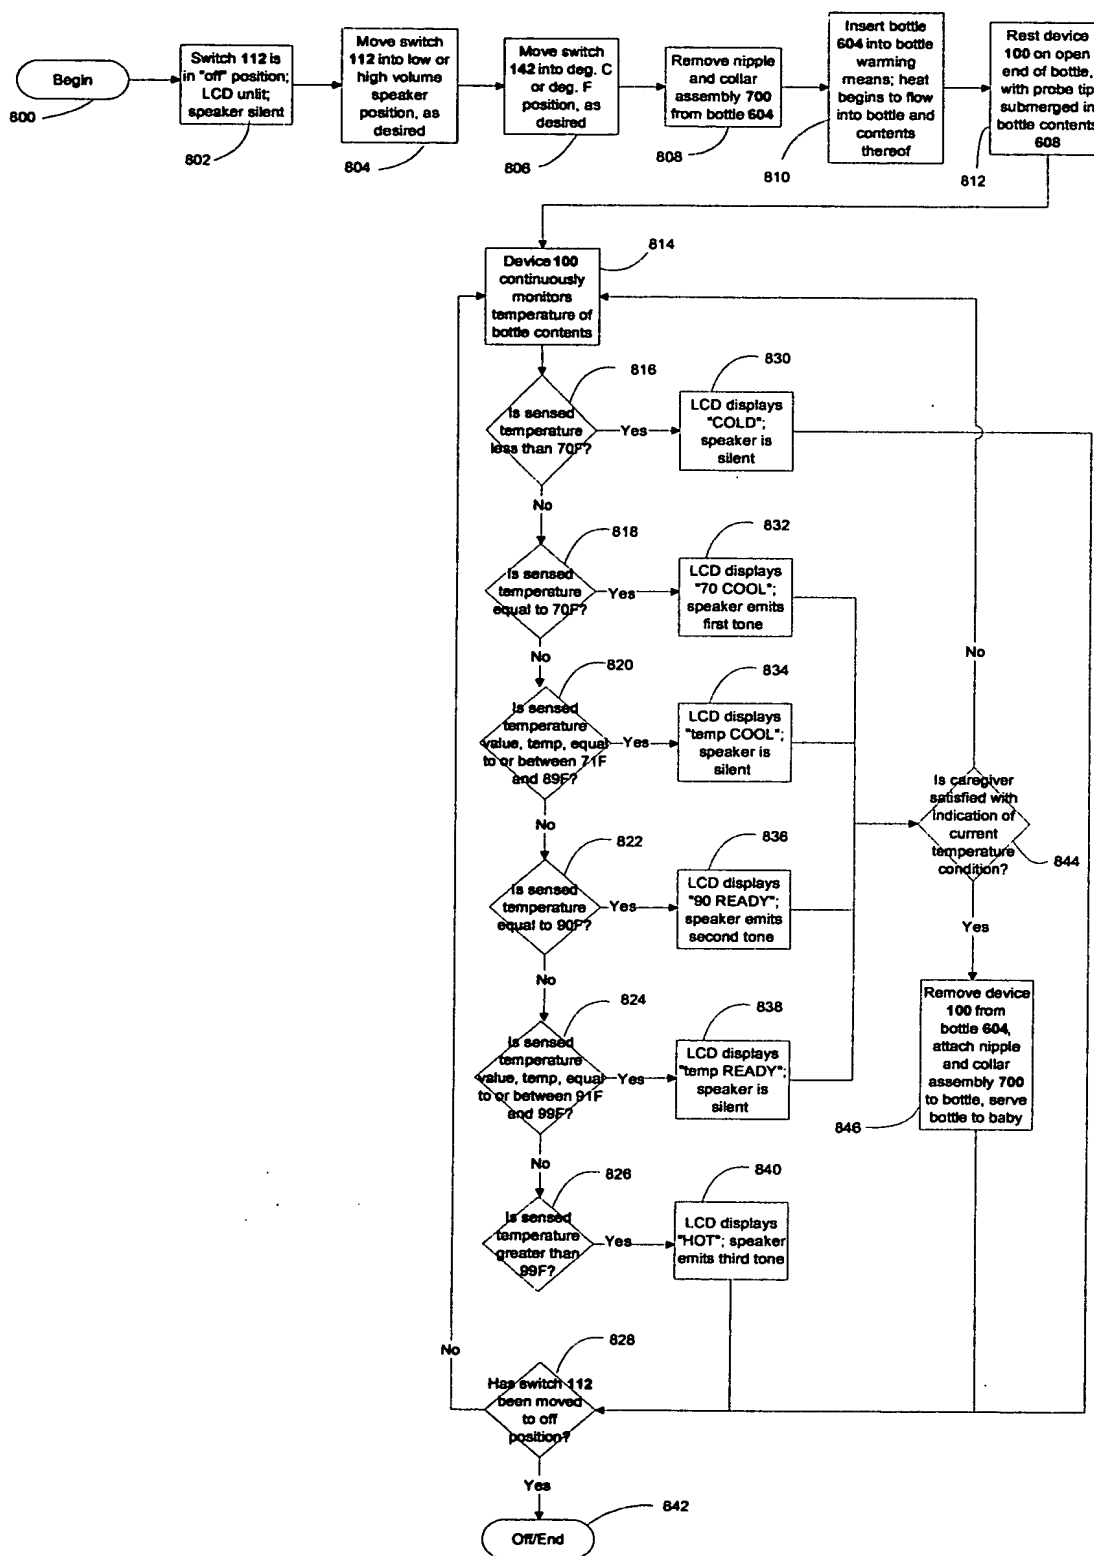 Begin
800
Switch 112 is
in "off" position;
LCD unlit;
speaker silent
802
Move switch
112 into low or
high volume
speaker
position, as
desired
804
Move switch
142 into deg. C
or deg. F
position, as
desired
806
Remove nipple
and collar
assembly 700
from bottle 604
808
Insert bottle
604 into bottle
warming
means; heat
begins to flow
into bottle and
contents
thereof
810
Rest device
100 on open
end of bottle,
with probe tip
submerged in
bottle contents
608
812
Device 100
continuously
monitors
temperature of
bottle contents
814
Is sensed
temperature
less than 70F?
816
Yes
LCD displays
"COLD";
speaker is
silent
830
No
Is sensed
temperature
equal to 70F?
818
Yes
LCD displays
"70 COOL";
speaker emits
first tone
832
No
Is sensed
temperature
value, temp, equal
to or between 71F
and 89F?
820
Yes
LCD displays
"temp COOL";
speaker is
silent
834
No
Is sensed
temperature
equal to 90F?
822
Yes
LCD displays
"90 READY";
speaker emits
second tone
836
No
Is sensed
temperature
value, temp, equal
to or between 91F
and 99F?
824
Yes
LCD displays
"temp READY";
speaker is
silent
838
No
Is sensed
temperature
greater than
99F?
826
Yes
LCD displays
"HOT"; speaker
emits third tone
840
No
Is caregiver
satisfied with
indication of
current
temperature
condition?
844
Yes
Remove device
100 from
bottle 604,
attach nipple
and collar
assembly 700
to bottle, serve
bottle to baby
846
No
Has switch 112
been moved
to off
position?
828
Yes
Off/End
842